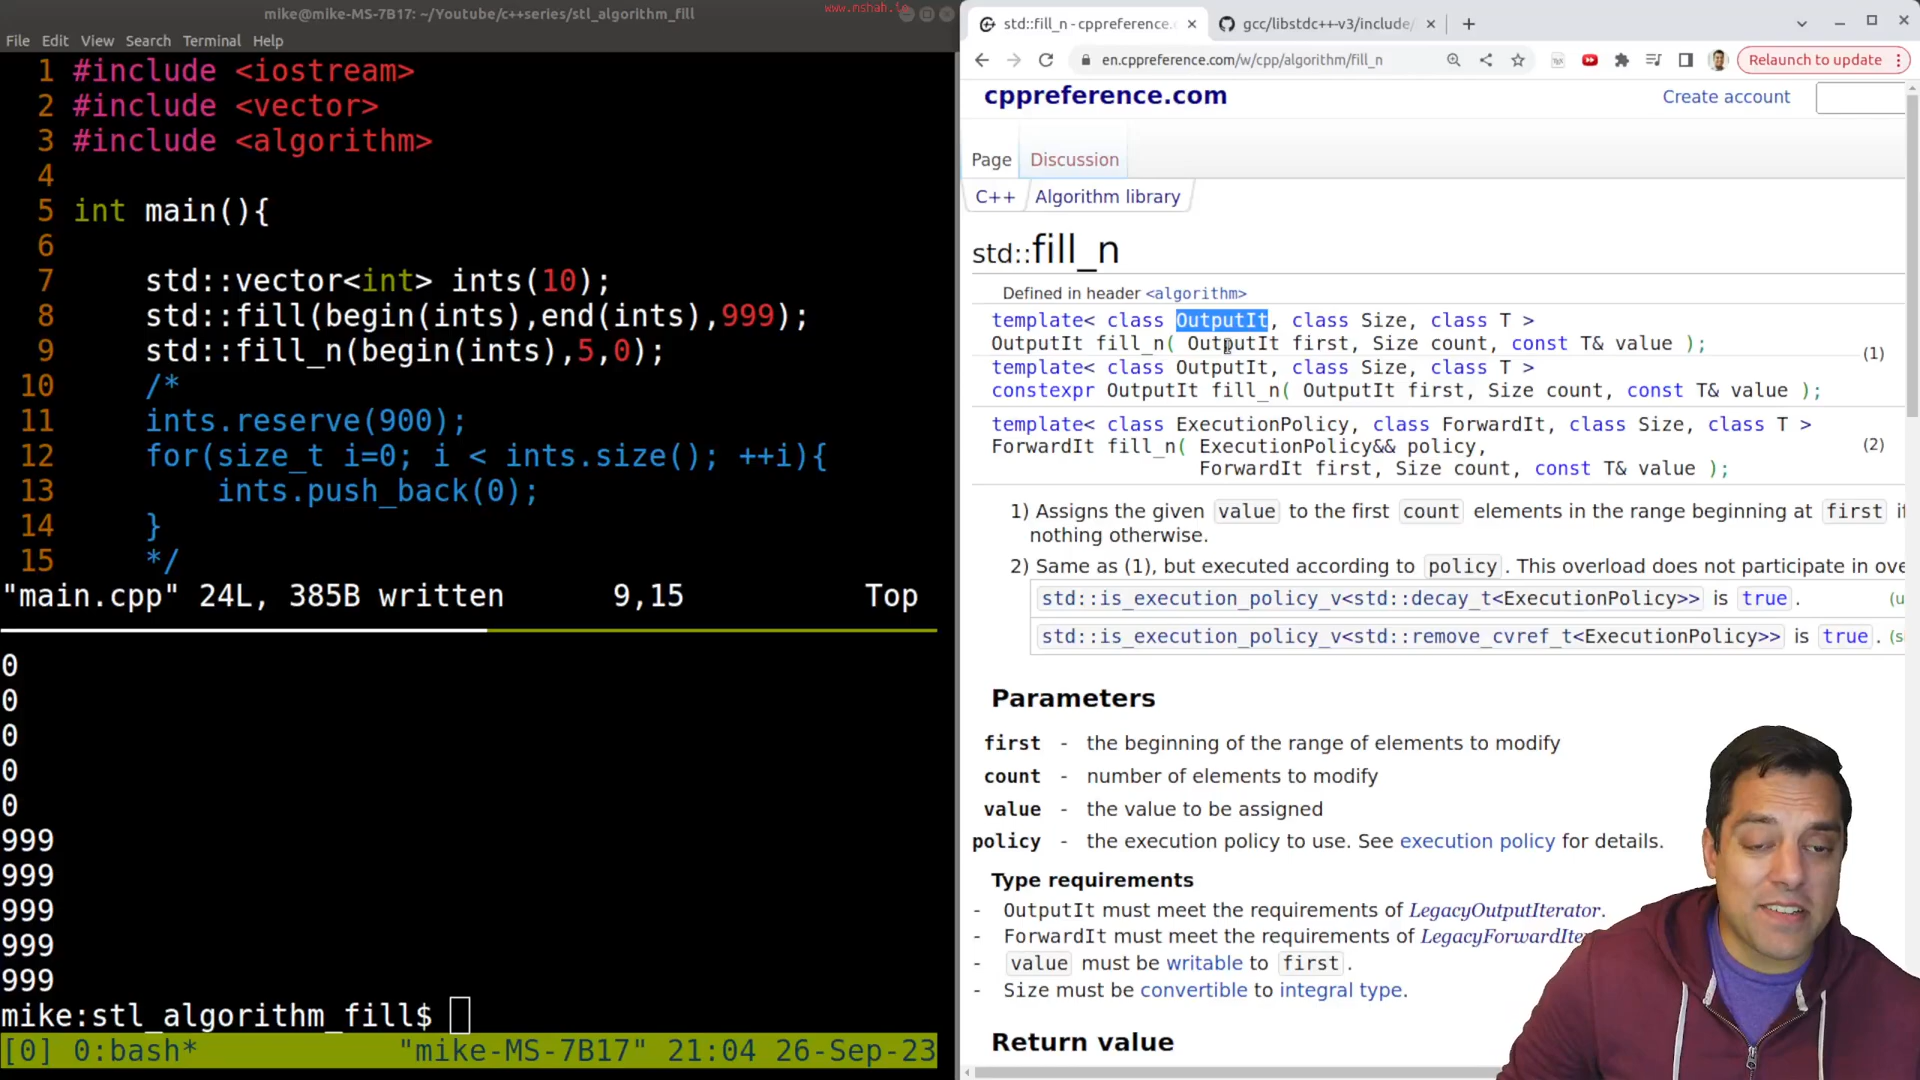 mike@mike-MS-7B17: ~/Youtube/c++series/stl_algorithm_fill
www.mshah.io
File Edit View Search Terminal Help
1 #include <iostream>
2 #include <vector>
3 #include <algorithm>
4
5 int main(){
6
7 std::vector<int> ints(10);
8 std::fill(begin(ints),end(ints),999);
9 std::fill_n(begin(ints),5,0);
10 /*
11 ints.reserve(900);
12 for(size_t i=0; i < ints.size(); ++i){
13 ints.push_back(0);
14 }
15 */
"main.cpp" 24L, 385B written 9,15 Top
0
0
0
0
0
999
999
999
999
999
mike:stl_algorithm_fill$
[0] 0:bash* "mike-MS-7B17" 21:04 26-Sep-23
std::fill_n - cppreference.
gcc/libstdc++-v3/include/
en.cppreference.com/w/cpp/algorithm/fill_n
Relaunch to update
cppreference.com
Create account
Page Discussion
C++ Algorithm library
std::fill_n
Defined in header <algorithm>
template< class OutputIt, class Size, class T >
OutputIt fill_n( OutputIt first, Size count, const T& value );
(1)
template< class OutputIt, class Size, class T >
constexpr OutputIt fill_n( OutputIt first, Size count, const T& value );
template< class ExecutionPolicy, class ForwardIt, class Size, class T >
ForwardIt fill_n( ExecutionPolicy&& policy,
(2)
ForwardIt first, Size count, const T& value );
1) Assigns the given value to the first count elements in the range beginning at first if
nothing otherwise.
2) Same as (1), but executed according to policy. This overload does not participate in ove
std::is_execution_policy_v<std::decay_t<ExecutionPolicy>> is true. (u
std::is_execution_policy_v<std::remove_cvref_t<ExecutionPolicy>> is true. (s
Parameters
first - the beginning of the range of elements to modify
count - number of elements to modify
value - the value to be assigned
policy - the execution policy to use. See execution policy for details.
Type requirements
- OutputIt must meet the requirements of LegacyOutputIterator.
- ForwardIt must meet the requirements of LegacyForwardIte
- value must be writable to first.
- Size must be convertible to integral type.
Return value